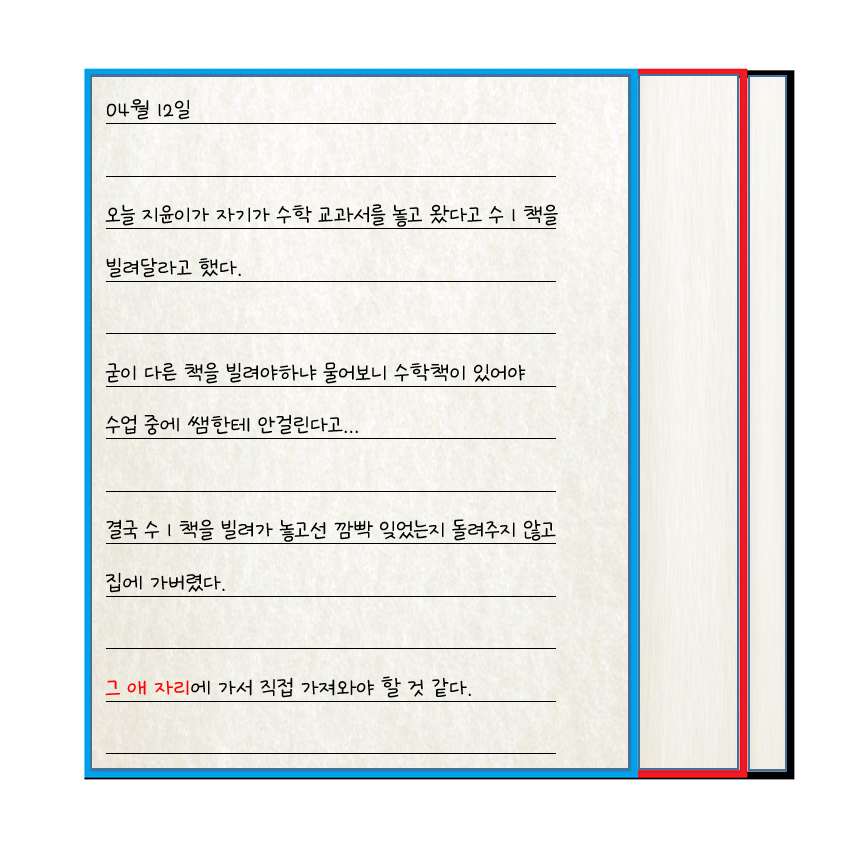 04월 12일
오늘 지윤이가 자기가 수학 교과서를 놓고 왔다고 수 1 책을
빌려달라고 했다.
굳이 다른 책을 빌려야하냐 물어보니 수학책이 있어야
수업 중에 쌤한테 안걸린다고...
결국 수 1 책을 빌려가 놓고선 깜빡 잊었는지 돌려주지 않고
집에 가버렸다.
그 애 자리에 가서 직접 가져와야 할 것 같다.